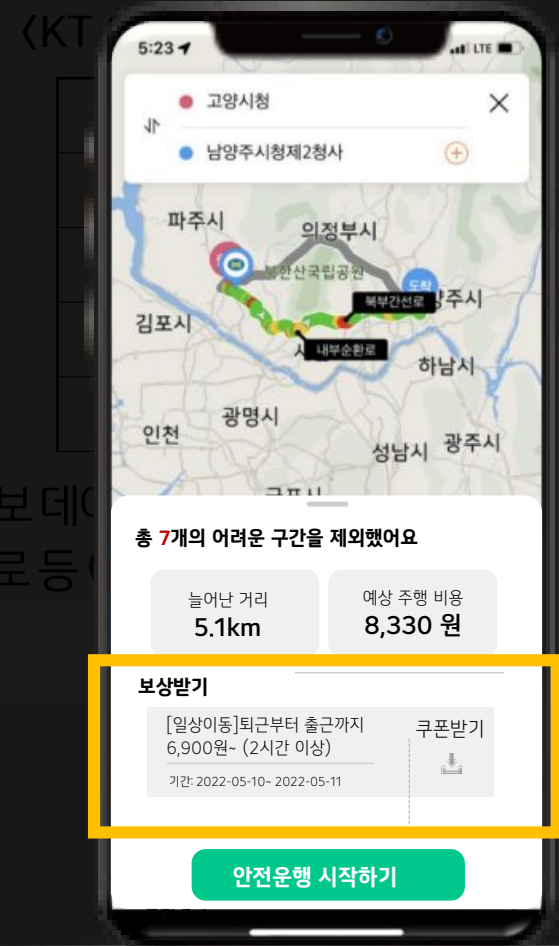 〈KT
5:23
LTE
고양시청
남양주시청제2청사
파주시
의정부시
북한산국립공원
도착
북부간선로
양주시
김포시
내부순환로
하남시
광명시
인천
성남시
광주시
총 7개의 어려운 구간을 제외했어요
늘어난 거리
5.1km
예상 주행 비용
8,330 원
보상받기
[일상이동]퇴근부터 출근까지
6,900원~ (2시간 이상)
쿠폰받기
기간: 2022-05-10~ 2022-05-11
안전운행 시작하기
보 데이
로 등